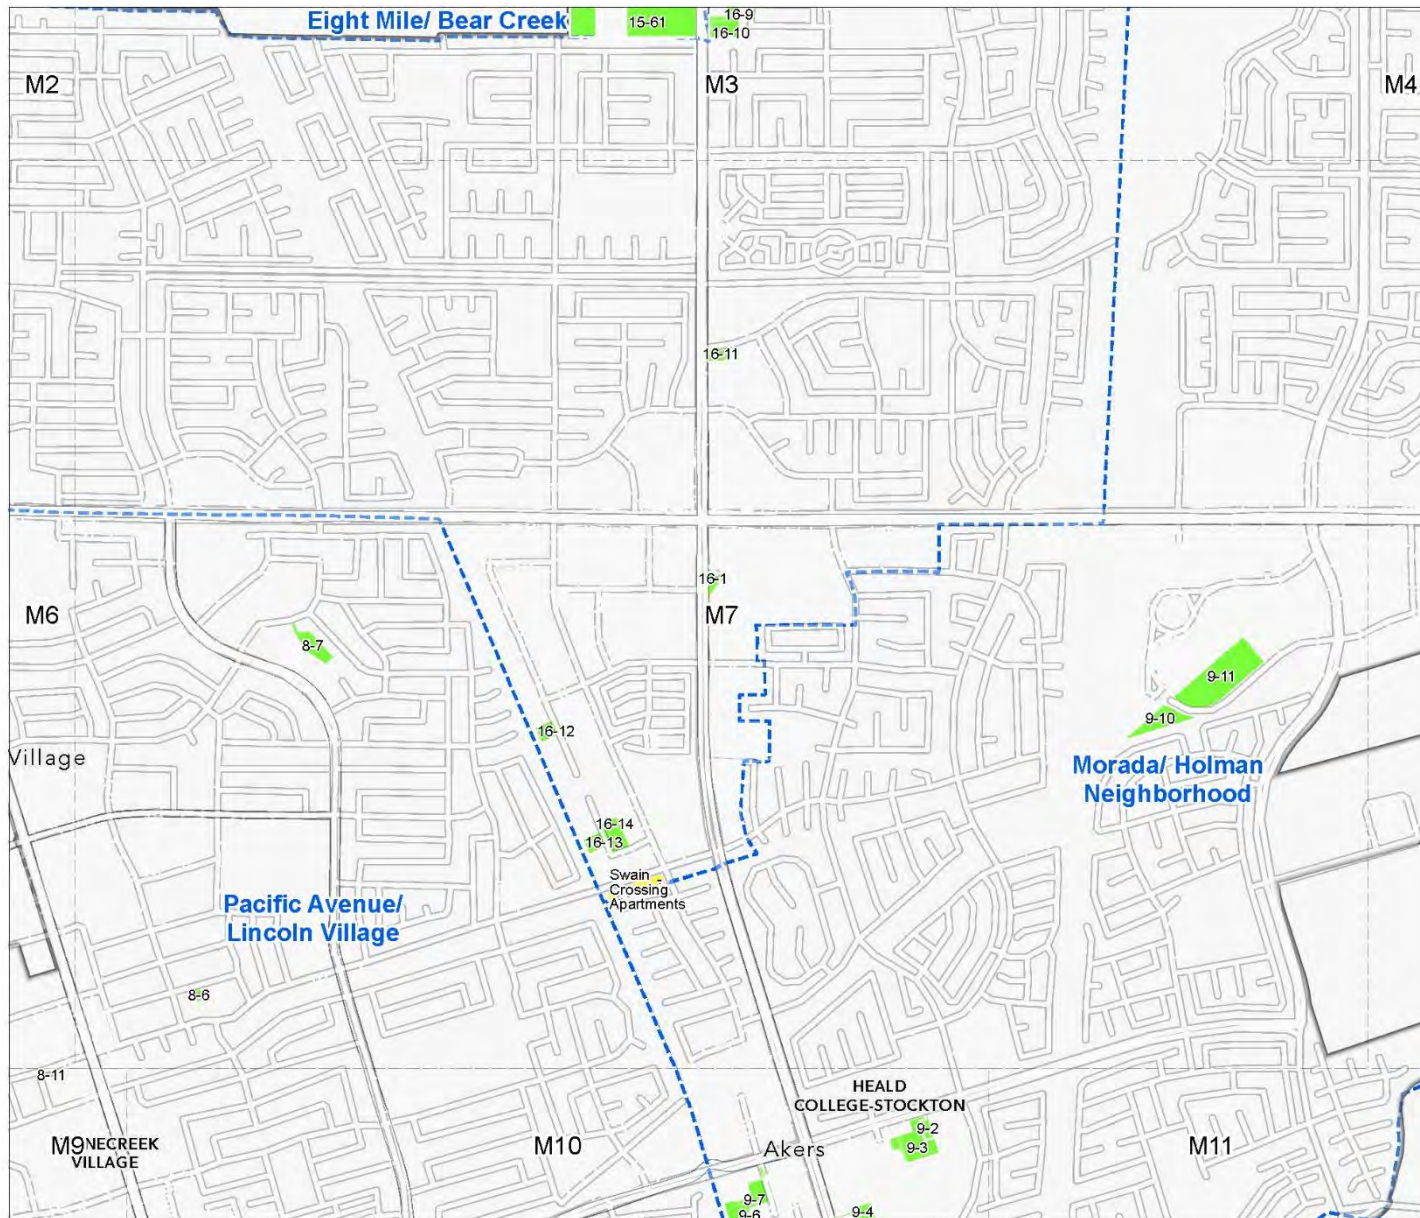 Eight Mile/ Bear Creek
15-61
16-9
16-10
M2
M3
M4
16-11
16-1
M6
M7
8-7
9-11
9-10
16-12
Village
Morada/ Holman
Neighborhood
16-14
16-13
Swain
Crossing
Apartments
Pacific Avenue/
Lincoln Village
8-6
8-11
HEALD
COLLEGE-STOCKTON
9-2
9-3
M9
NECREEK
VILLAGE
M10
Akers
M11
9-7
9-6
9-4